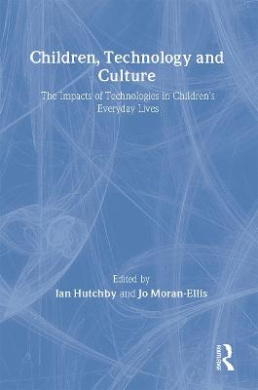 Children, Technology and
Culture
The Impacts of Technologies in Children's
Everyday Lives
Edited by
Ian Hutchby and Jo Moran-Ellis
ROUTLEDGE